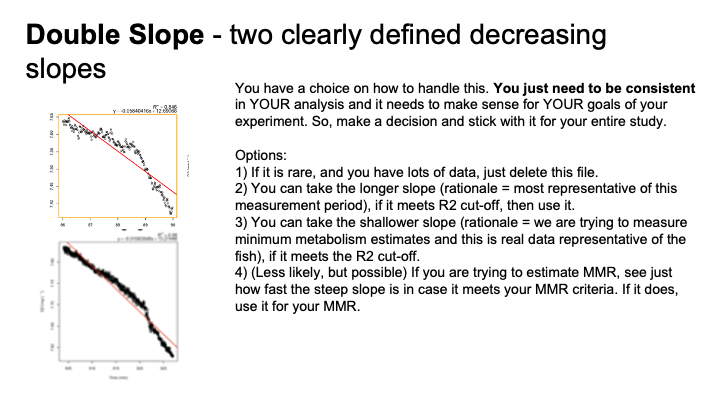 Double Slope - two clearly defined decreasing
slopes
You have a choice on how to handle this. You just need to be consistent
in YOUR analysis and it needs to make sense for YOUR goals of your
experiment. So, make a decision and stick with it for your entire study.
Options:
1) If it is rare, and you have lots of data, just delete this file.
2) You can take the longer slope (rationale = most representative of this
measurement period), if it meets R2 cut-off, then use it.
3) You can take the shallower slope (rationale = we are trying to measure
minimum metabolism estimates and this is real data representative of the
fish), if it meets the R2 cut-off.
4) (Less likely, but possible) If you are trying to estimate MMR, see just
how fast the steep slope is in case it meets your MMR criteria. If it does,
use it for your MMR.
86 87 88 89 90